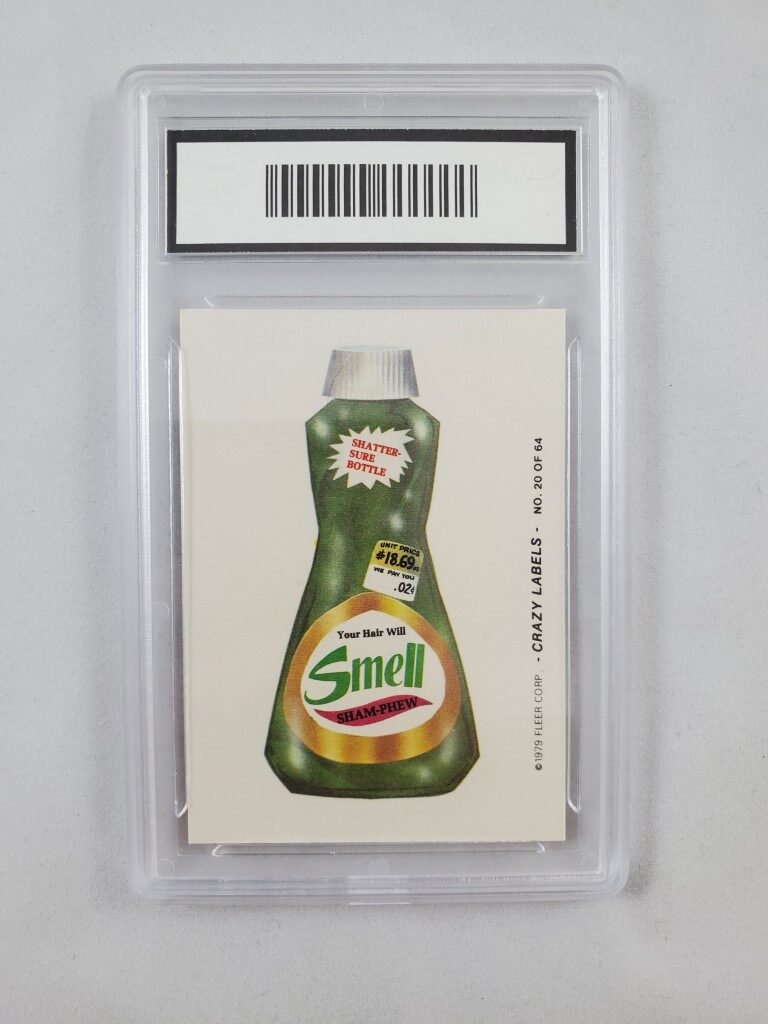 SHATTER-
SURE
BOTTLE
UNIT PRICE
$18.69 oz
WE PAY YOU
.02¢
Your Hair Will
Smell
SHAM-PHEW
©1979 FLEER CORP. - CRAZY LABELS - NO. 20 OF 64